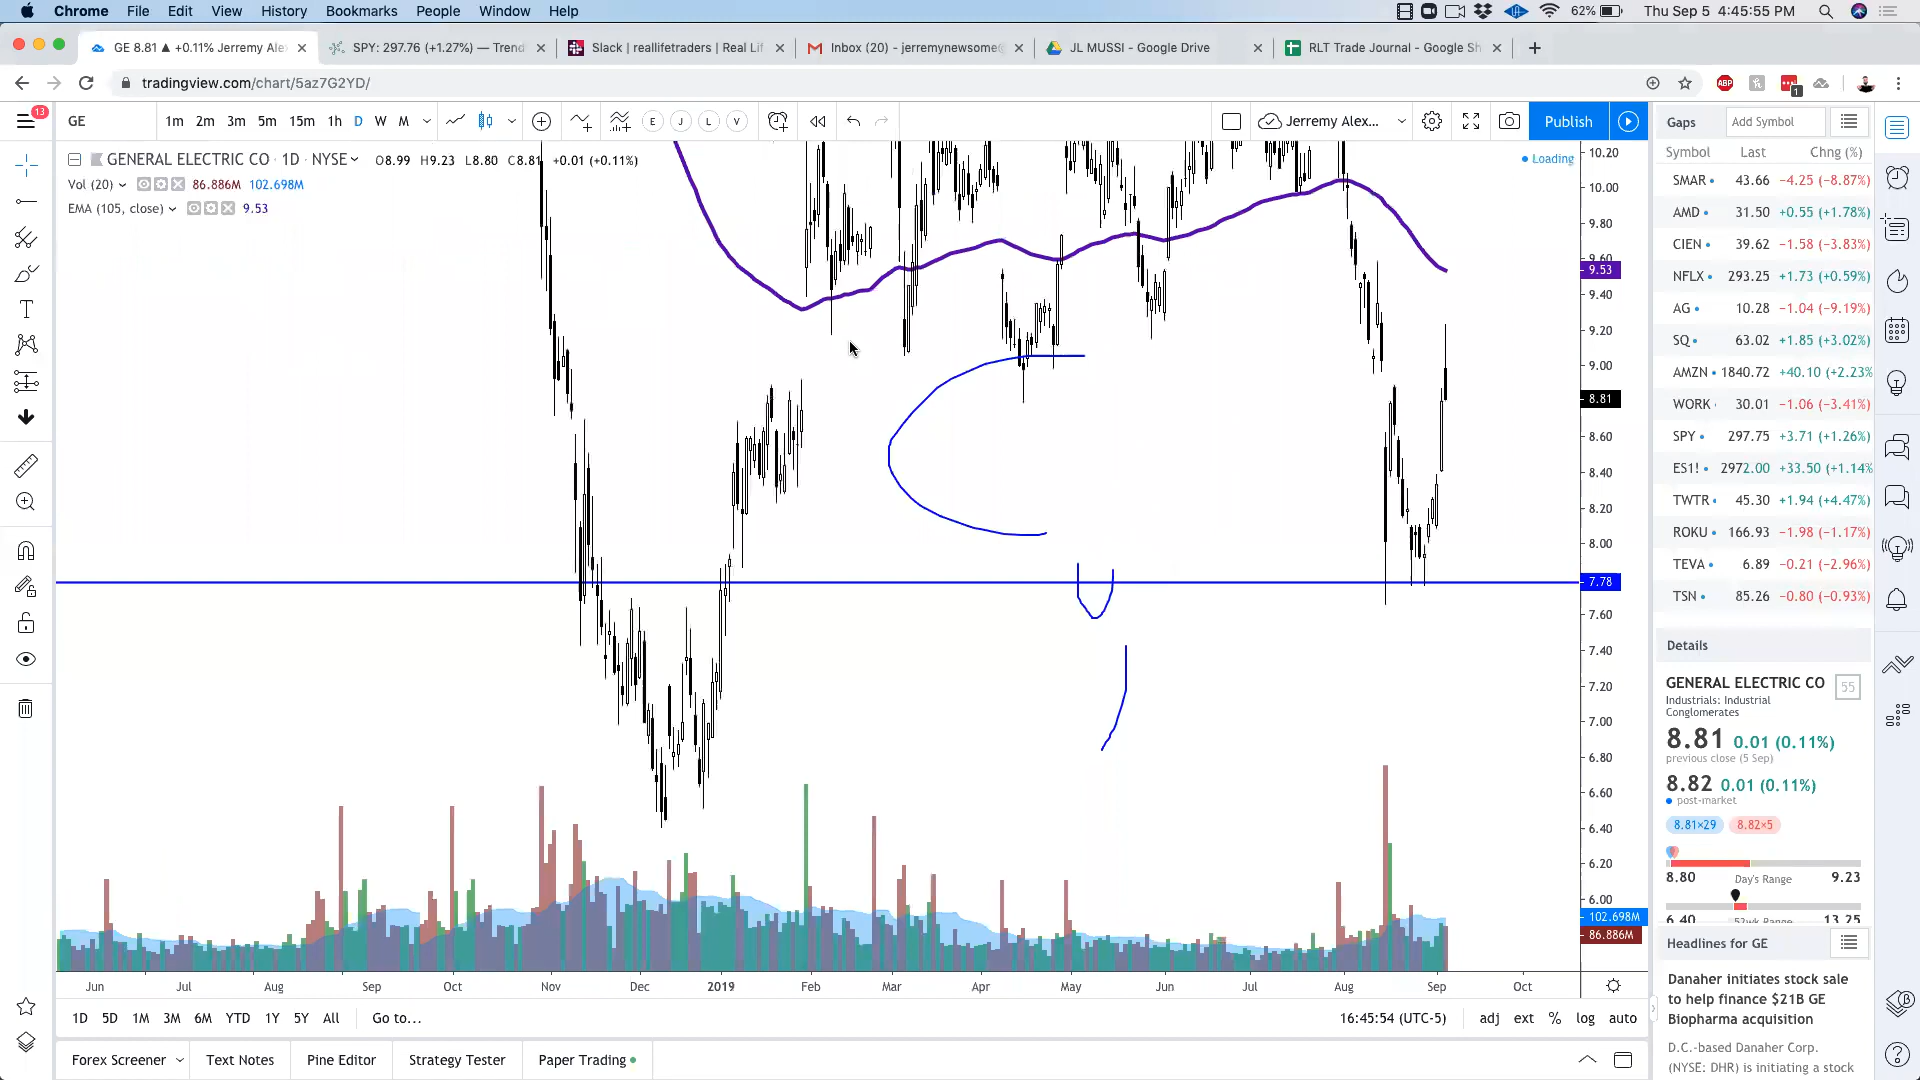 Chrome File Edit View History Bookmarks People Window Help 62% Thu Sep 5 4:45:55 PM
GE 8.81 ▲ +0.11% Jerremy Ale SPY: 297.76 (+1.27%) — Trend Slack | reallifetraders | Real Lif Inbox (20) - jerremynewsome@ JL MUSSI - Google Drive RLT Trade Journal - Google Sh
tradingview.com/chart/5az7G2YD/
ABP 1
13 GE 1m 2m 3m 5m 15m 1h D W M E J L V Jerremy Alex... Publish
GENERAL ELECTRIC CO · 1D · NYSE O8.99 H9.23 L8.80 C8.81 +0.01 (+0.11%)
Loading
Vol (20) 86.886M 102.698M
EMA (105, close) 9.53
10.20
10.00
9.80
9.60
9.53
9.40
9.20
9.00
8.81
8.60
8.40
8.20
8.00
7.78
7.60
7.40
7.20
7.00
6.80
6.60
6.40
6.20
6.00
102.698M
86.886M
Jun Jul Aug Sep Oct Nov Dec 2019 Feb Mar Apr May Jun Jul Aug Sep Oct
1D 5D 1M 3M 6M YTD 1Y 5Y All Go to... 16:45:54 (UTC-5) adj ext % log auto
Forex Screener Text Notes Pine Editor Strategy Tester Paper Trading
Gaps Add Symbol
Symbol Last Chng (%)
SMAR 43.66 −4.25 (−8.87%)
AMD 31.50 +0.55 (+1.78%)
CIEN 39.62 −1.58 (−3.83%)
NFLX 293.25 +1.73 (+0.59%)
AG 10.28 −1.04 (−9.19%)
SQ 63.02 +1.85 (+3.02%)
AMZN 1840.72 +40.10 (+2.23%
WORK 30.01 −1.06 (−3.41%)
SPY 297.75 +3.71 (+1.26%)
ES1! 2972.00 +33.50 (+1.14%
TWTR 45.30 +1.94 (+4.47%)
ROKU 166.93 −1.98 (−1.17%)
TEVA 6.89 −0.21 (−2.96%)
TSN 85.26 −0.80 (−0.93%)
Details
GENERAL ELECTRIC CO 55
Industrials: Industrial
Conglomerates
8.81 0.01 (0.11%)
previous close (5 Sep)
8.82 0.01 (0.11%)
post-market
8.81×29 8.82×5
8.80 Day's Range 9.23
6.40 52wk Range 13.25
Headlines for GE
Danaher initiates stock sale
to help finance $21B GE
Biopharma acquisition
D.C.-based Danaher Corp.
(NYSE: DHR) is initiating a stock